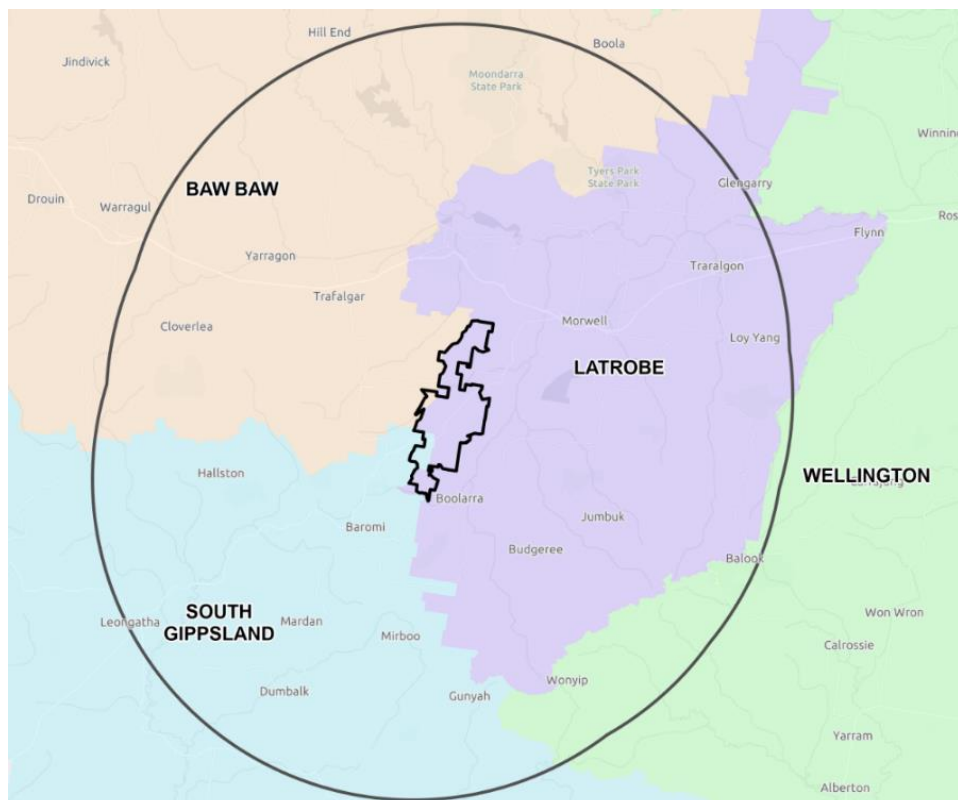 Hill End
Boola
Jindivick
Moondarra
State Park
Winning
Tyers Park
State Park
Glengarry
BAW BAW
Drouin
Warragul
Ros
Flynn
Yarragon
Traralgon
Trafalgar
Morwell
Cloverlea
Loy Yang
LATROBE
Hallston
WELLINGTON
Boolarra
Baromi
Jumbuk
Budgeree
Balook
SOUTH
GIPPSLAND
Leongatha
Mardan
Won Wron
Mirboo
Calrossie
Wonyip
Dumbalk
Gunyah
Yarram
Alberton